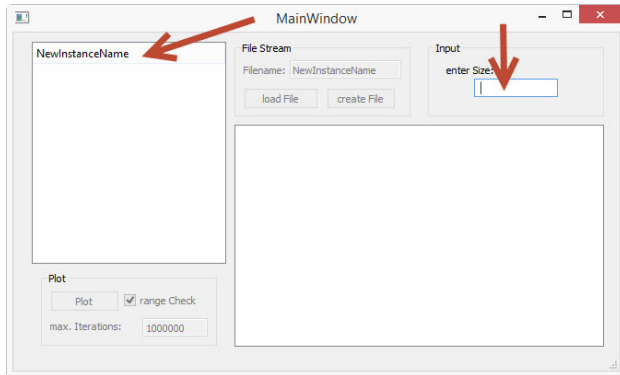 MainWindow
NewInstanceName
File Stream
Filename: NewInstanceName
load File create File
Input
enter Size:
Plot
Plot range Check
max. Iterations: 1000000